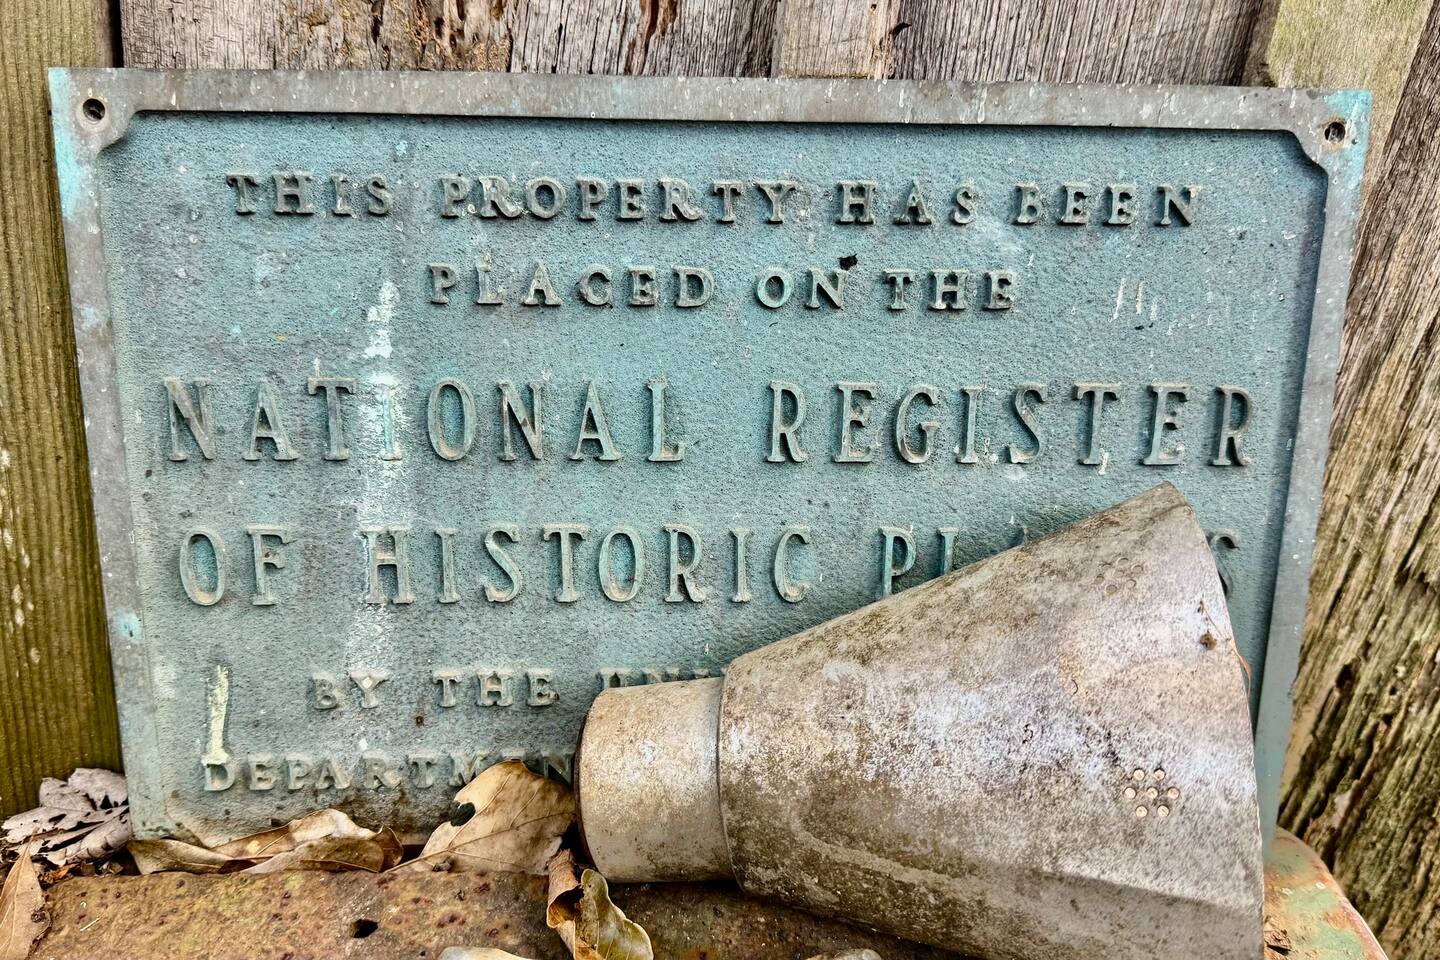 THIS PROPERTY HAS BEEN
PLACED ON THE
NATIONAL REGISTER
OF HISTORIC
BY THE